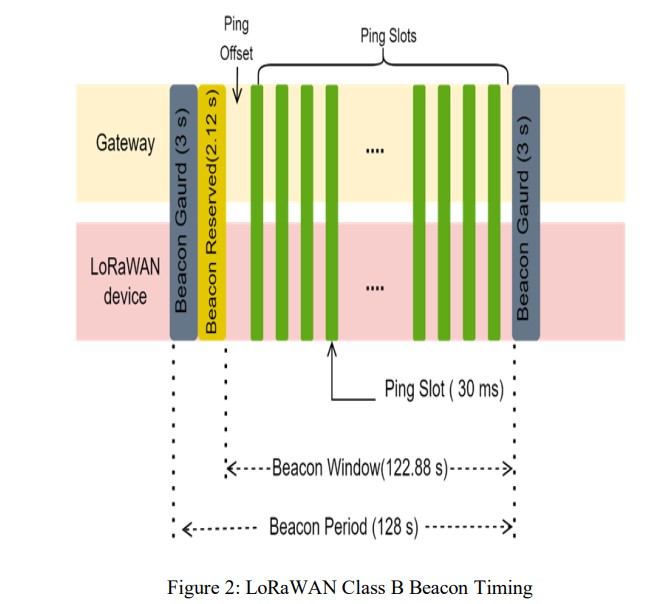 Ping
Offset
Ping Slots
Gateway
LoRaWAN
device
Beacon Gaurd (3 s)
Beacon Reserved(2.12 s)
....
....
Beacon Gaurd (3 s)
Ping Slot ( 30 ms)
Beacon Window(122.88 s)
Beacon Period (128 s)
Figure 2: LoRaWAN Class B Beacon Timing